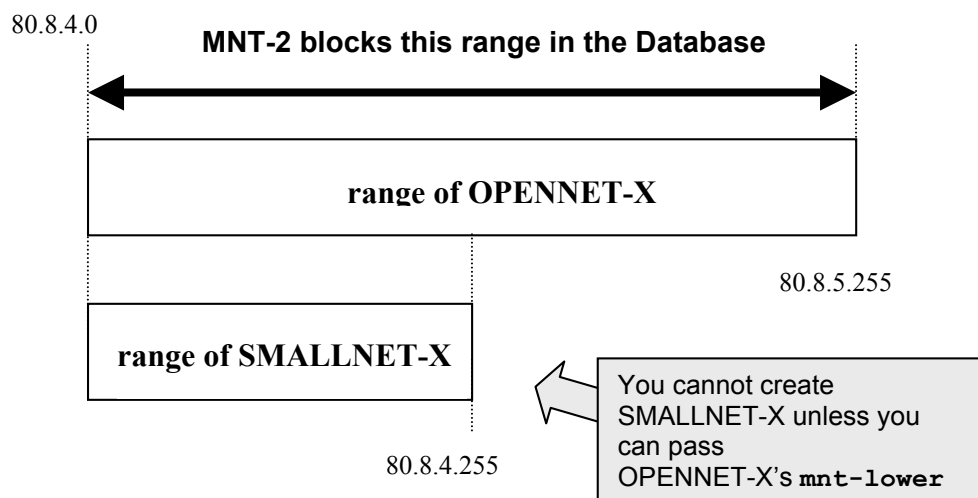 80.8.4.0
MNT-2 blocks this range in the Database
range of OPENNET-X
80.8.5.255
range of SMALLNET-X
You cannot create
SMALLNET-X unless you
can pass
OPENNET-X’s mnt-lower
80.8.4.255